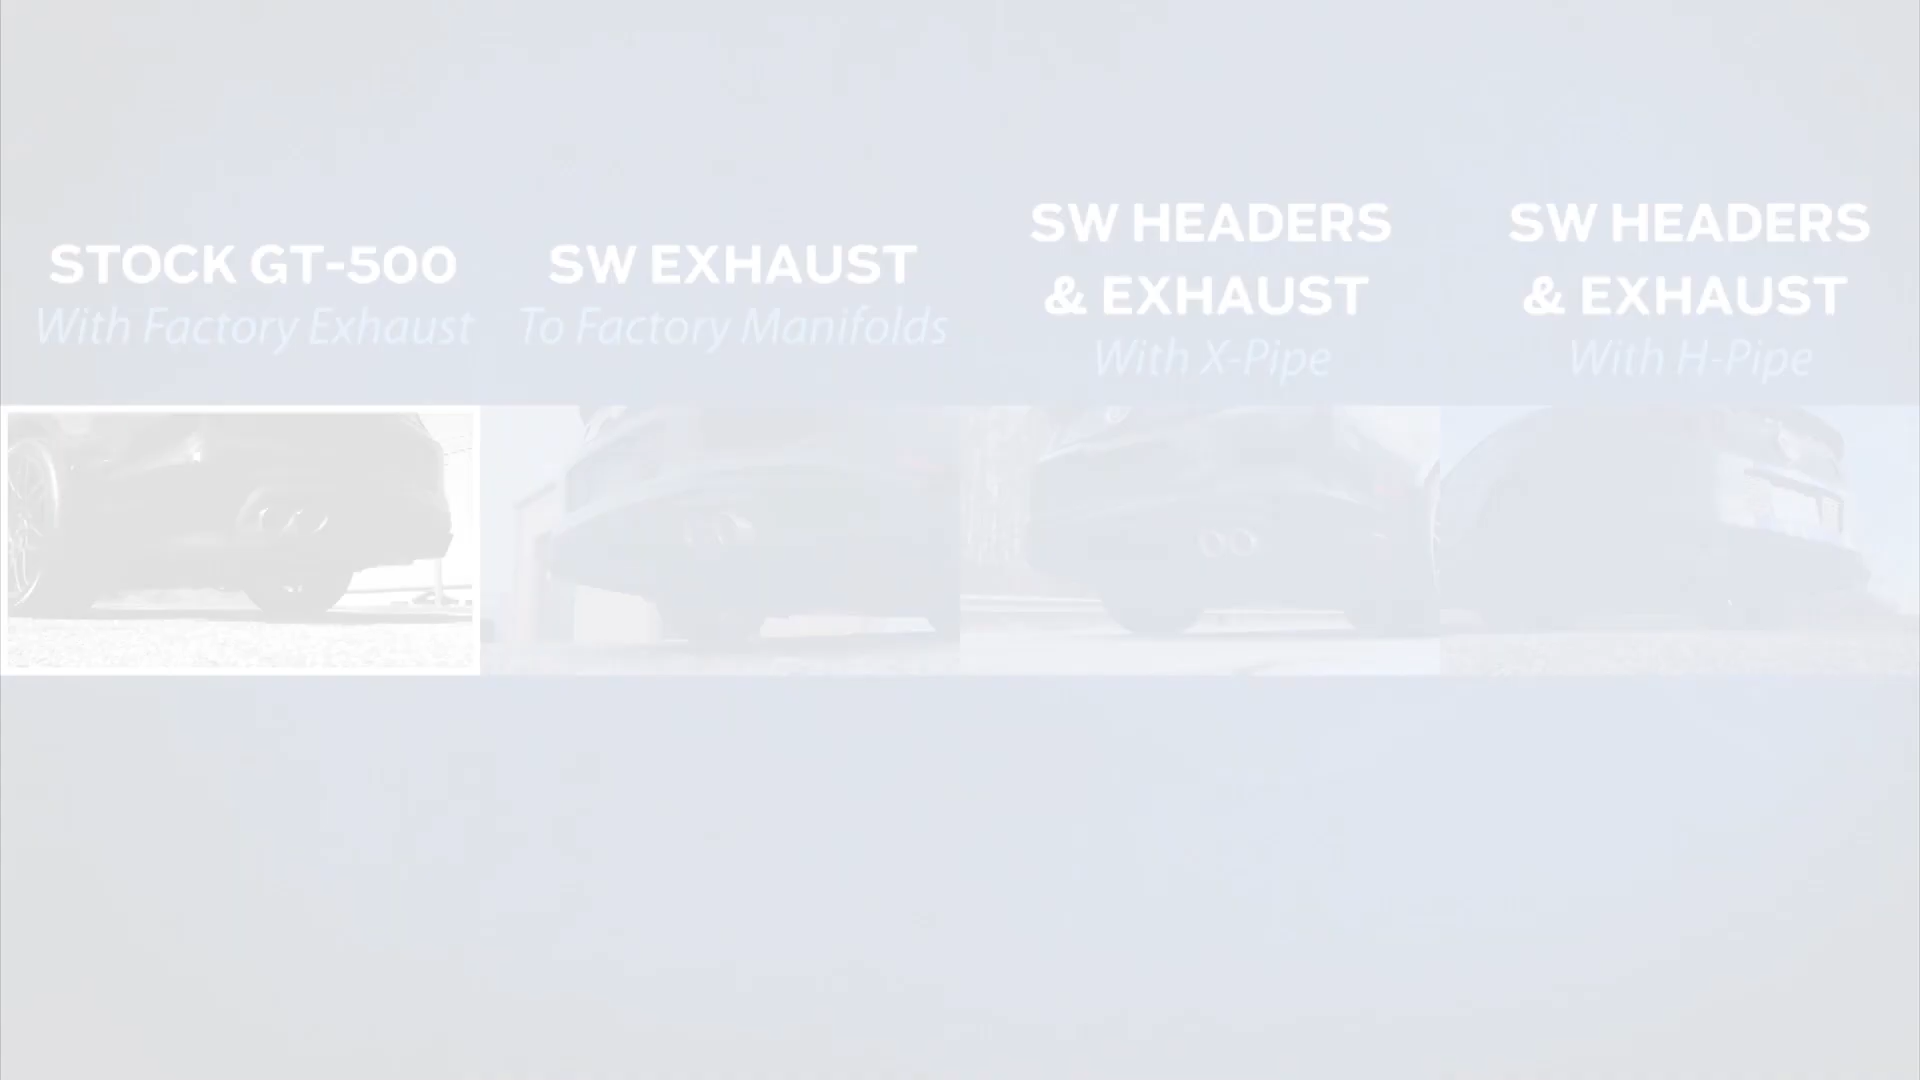 STOCK GT-500
With Factory Exhaust
SW EXHAUST
To Factory Manifolds
SW HEADERS
& EXHAUST
With X-Pipe
SW HEADERS
& EXHAUST
With H-Pipe